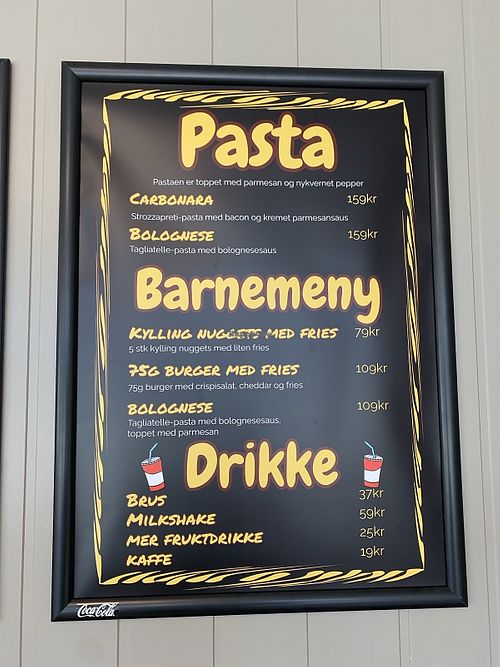 Pasta
Pastaen er toppet med parmesan og nykvernet pepper
Carbonara 159kr
Strozzapreti-pasta med bacon og kremet parmesansaus
Bolognese 159kr
Tagliatelle-pasta med bolognesesaus
Barnemeny
Kylling nuggets med fries 79kr
5 stk kylling nuggets med liten fries
75g burger med fries 109kr
75g burger med crispisalat, cheddar og fries
bolognese 109kr
Tagliatelle-pasta med bolognesesaus,
toppet med parmesan
Drikke
Brus 37kr
Milkshake 59kr
mer fruktdrikke 25kr
kaffe 19kr
Coca-Cola